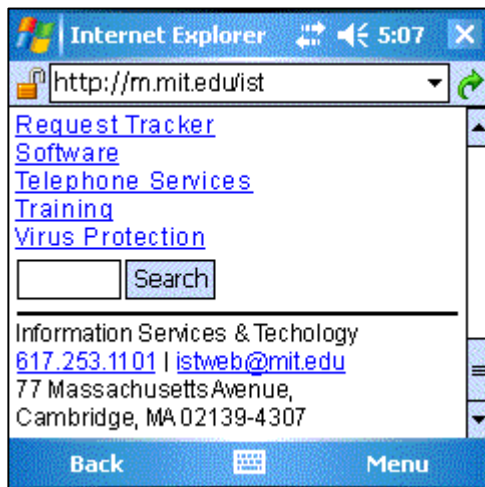 Internet Explorer 5:07
http://m.mit.edu/ist
Request Tracker
Software
Telephone Services
Training
Virus Protection
Search
Information Services & Techology
617.253.1101 | istweb@mit.edu
77 Massachusetts Avenue,
Cambridge, MA 02139-4307
Back Menu